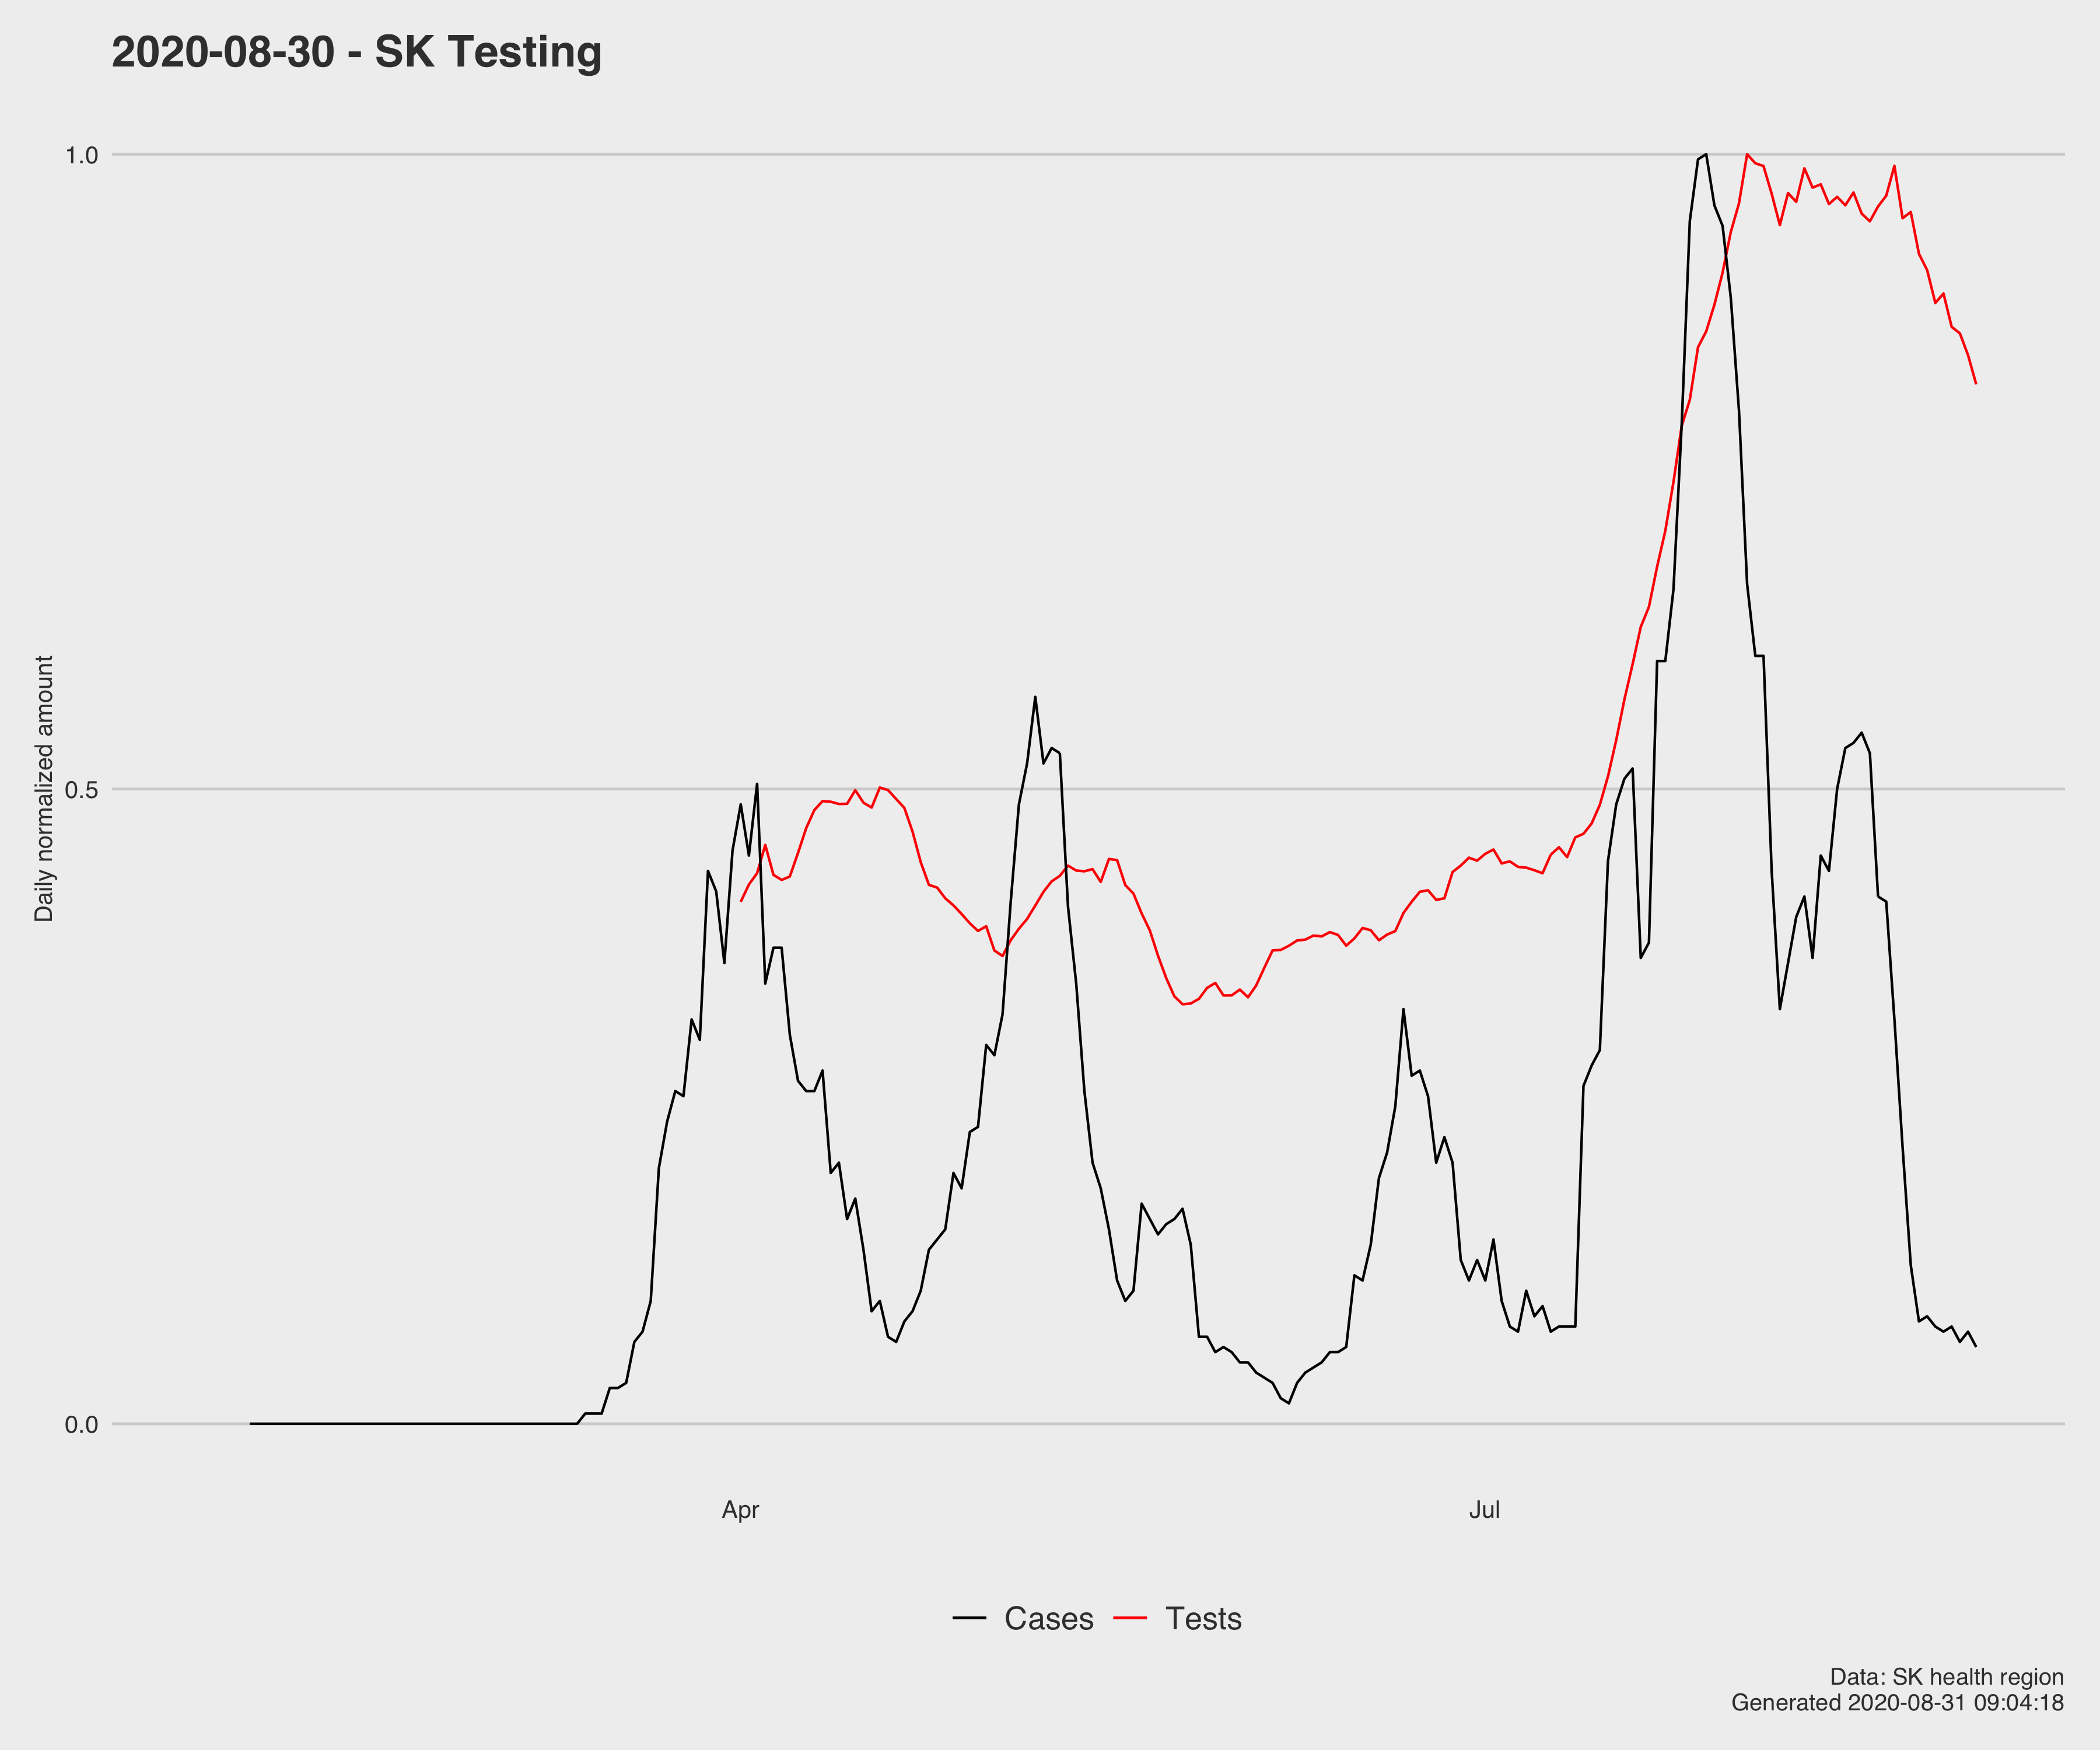 2020-08-30 - SK Testing
1.0
0.5
0.0
Daily normalized amount
Apr
Jul
Cases
Tests
Data: SK health region
Generated 2020-08-31 09:04:18